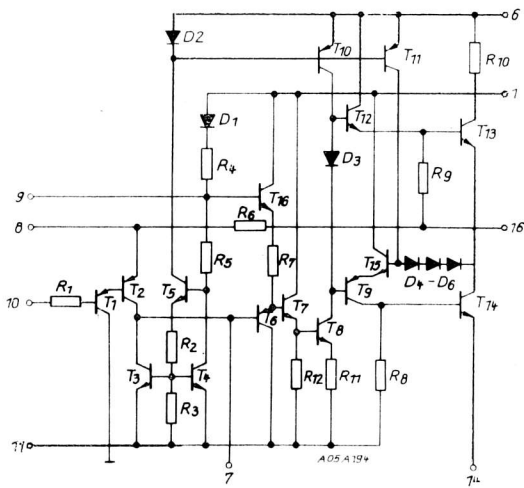 D2
6
T10
T11
R10
1
D1
T12
T13
R4
D3
R9
9
T16
8
R6
16
R5
R7
T15
D4-D6
10
R1
T1
T2
T5
T6
T7
T8
T9
T14
R2
T3
T4
R12
R11
R8
R3
11
A05A194
7
14